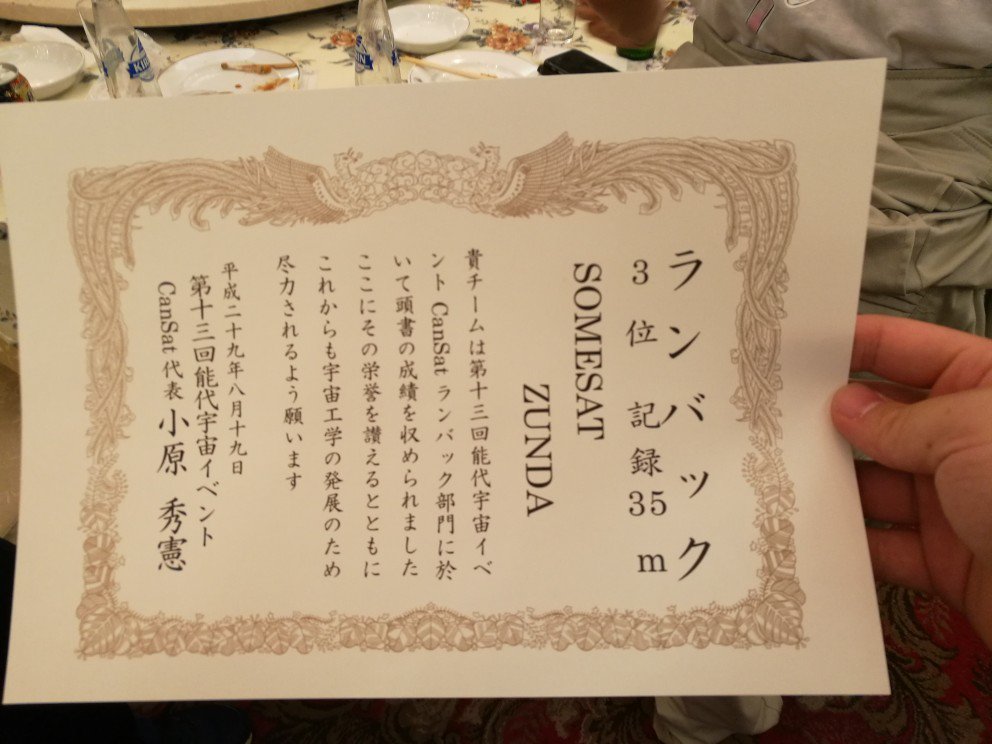 ランバック
3位 記録35m
SOMESAT
ZUNDA
貴チームは第十三回能代宇宙イベ
ント CanSat ランバック部門に於
いて頭書の成績を収められました
ここにその栄誉を讃えるとともに
これからも宇宙工学の発展のため
尽力されるよう願います
平成二十九年八月十九日
第十三回能代宇宙イベント
CanSat 代表 小原 秀憲
KIRIN